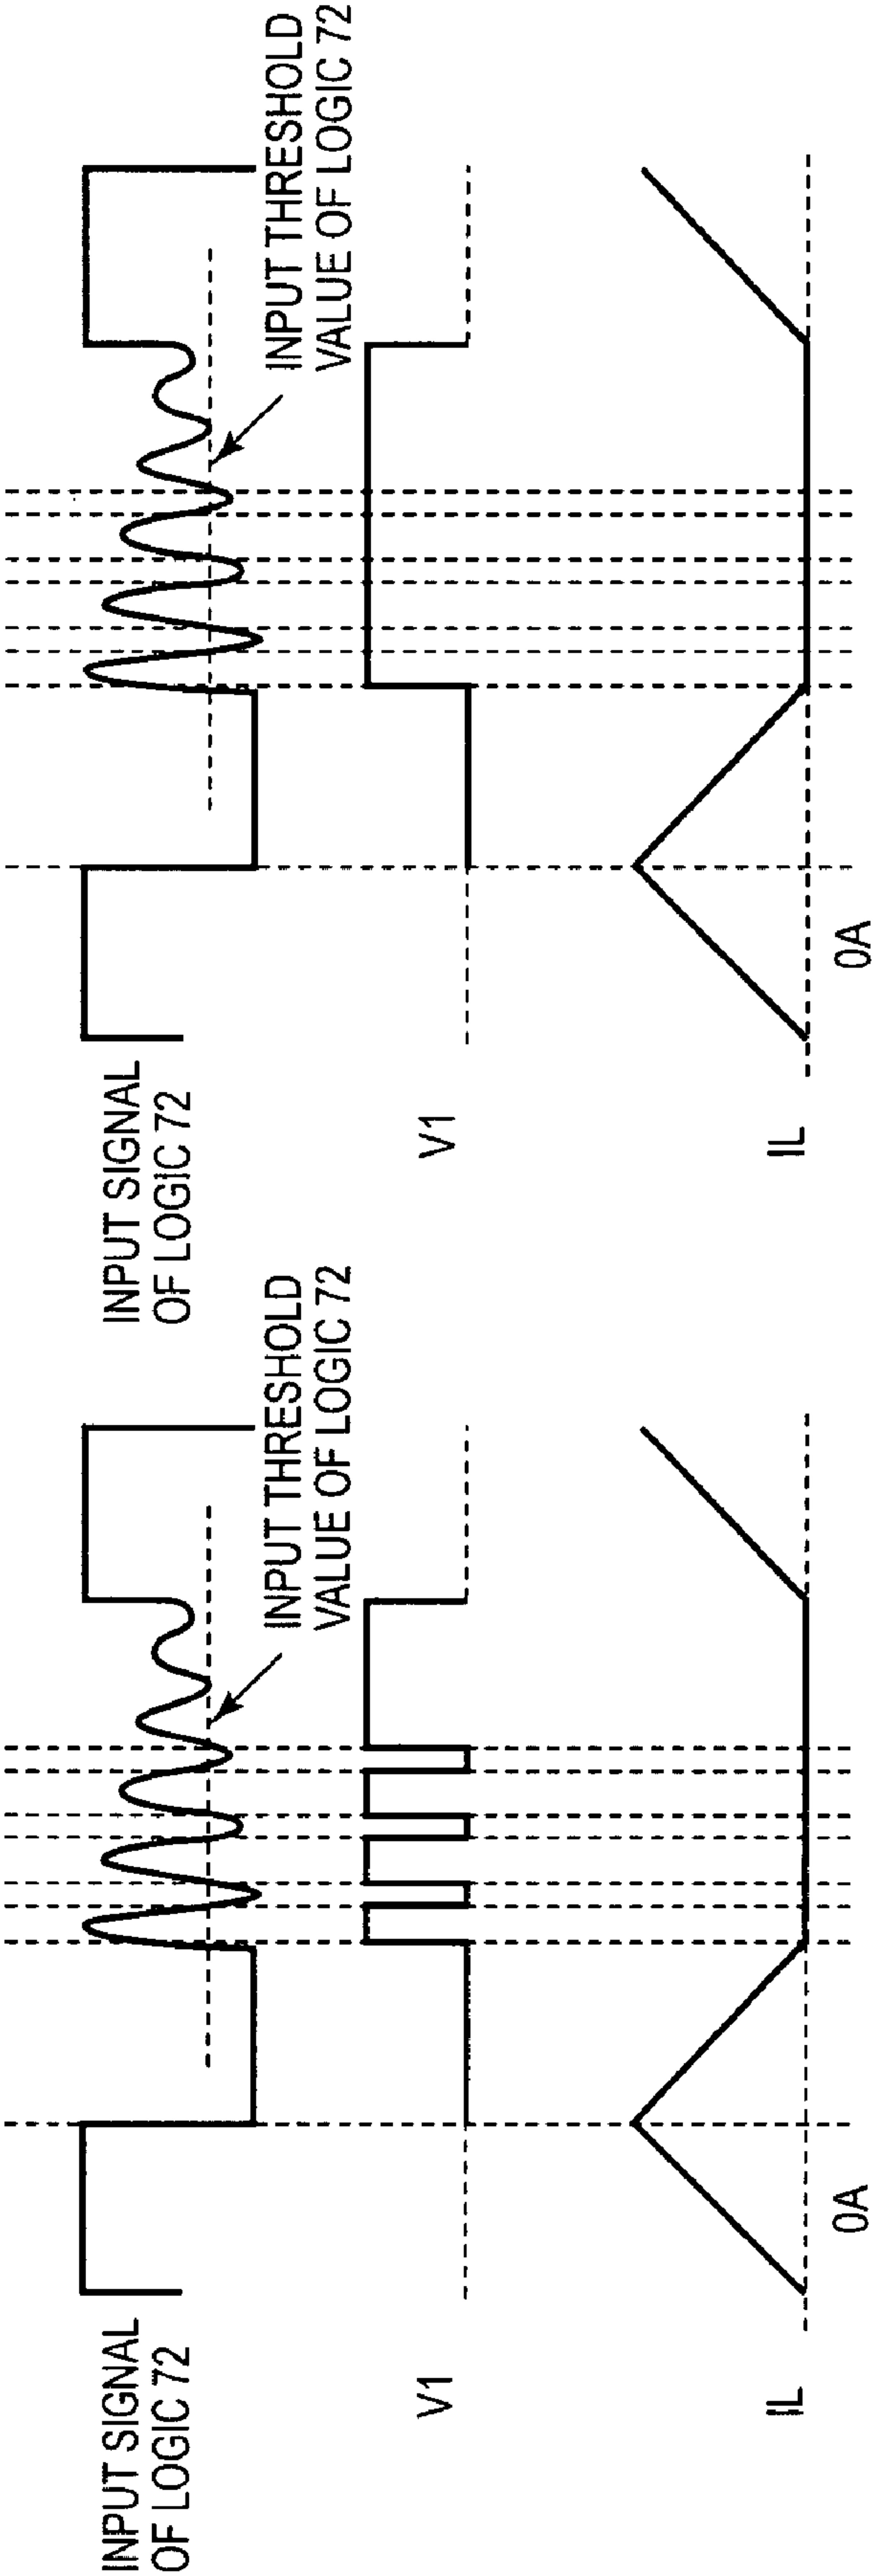 INPUT SIGNAL
OF LOGIC 72
INPUT THRESHOLD
VALUE OF LOGIC 72
V1
IL
0A
INPUT SIGNAL
OF LOGIC 72
INPUT THRESHOLD
VALUE OF LOGIC 72
V1
IL
0A